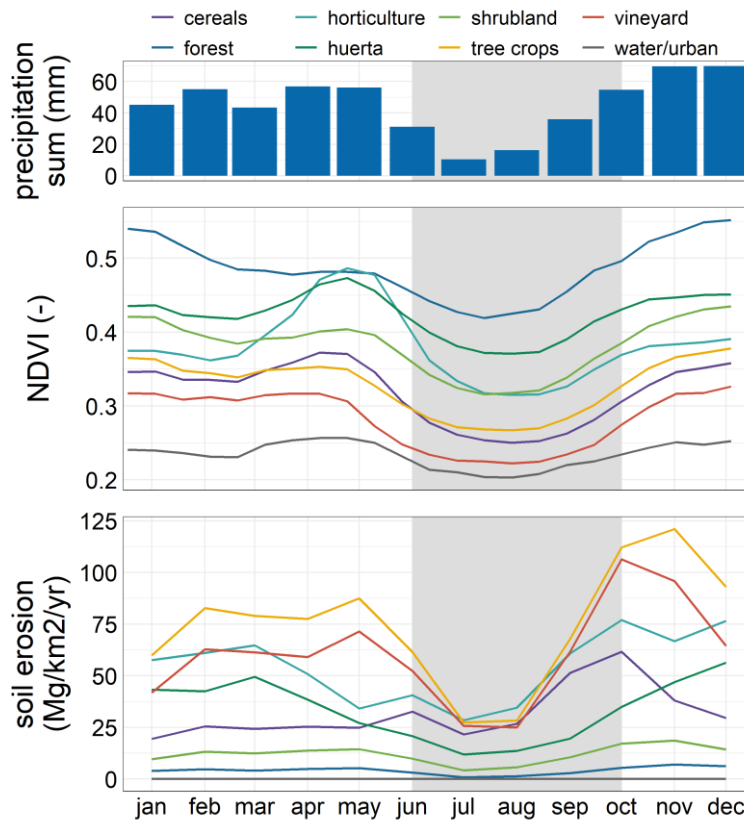 cereals horticulture shrubland vineyard
forest huerta tree crops water/urban
precipitation
sum (mm)
60
40
20
0
NDVI (-)
0.5
0.4
0.3
0.2
soil erosion
(Mg/km2/yr)
125
100
75
50
25
0
jan feb mar apr may jun jul aug sep oct nov dec